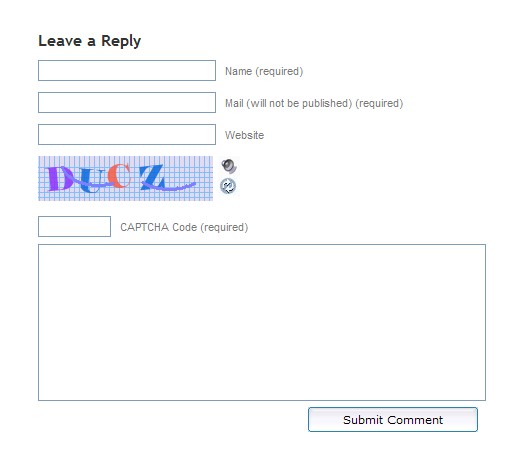 Leave a Reply
Name (required)
Mail (will not be published) (required)
Website
DUCZ
CAPTCHA Code (required)
Submit Comment